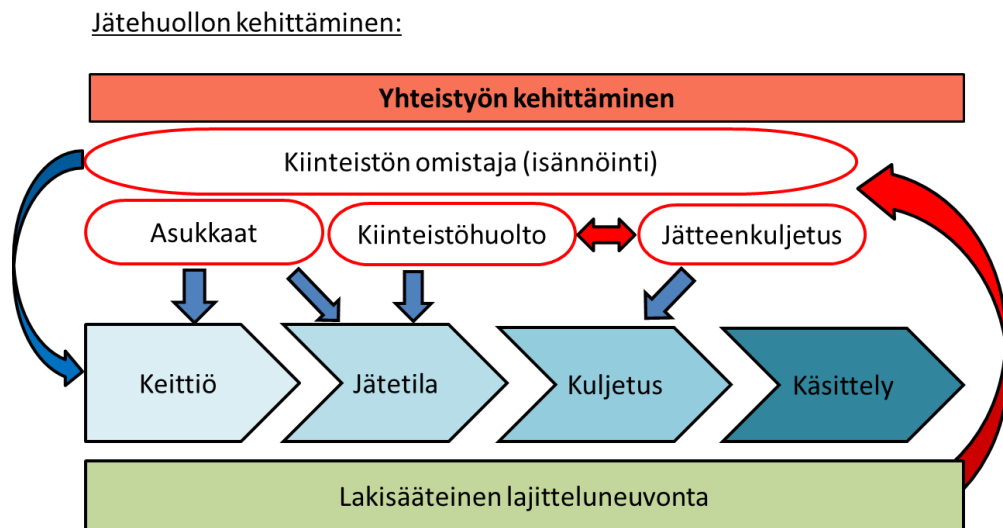 Jätehuollon kehittäminen:
Yhteistyön kehittäminen
Kiinteistön omistaja (isännöinti)
Asukkaat
Kiinteistöhuolto
Jätteenkuljetus
Keittiö
Jätetila
Kuljetus
Käsittely
Lakisääteinen lajitteluneuvonta